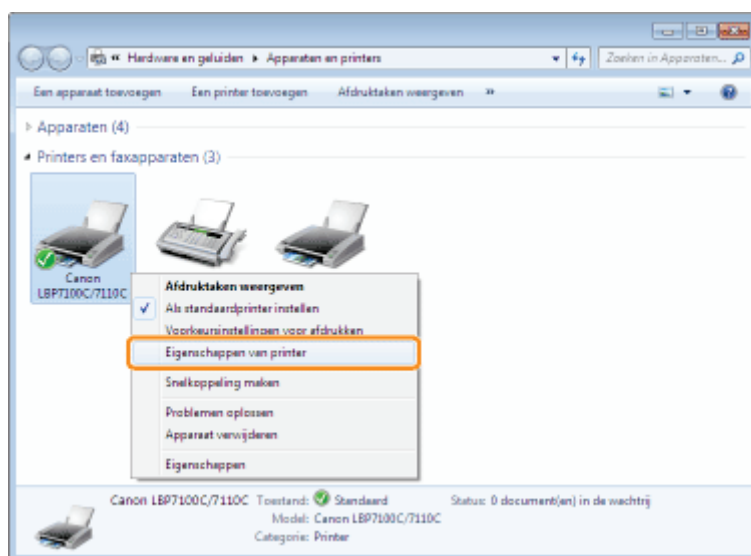 « Hardware en geluiden ▸ Apparaten en printers
Zoeken in Apparaten...
Een apparaat toevoegen Een printer toevoegen Afdruktaken weergeven »
Apparaten (4)
Printers en faxapparaten (3)
Canon
LBP7100C/7110C
Afdruktaken weergeven
Als standaardprinter instellen
Voorkeursinstellingen voor afdrukken
Eigenschappen van printer
Snelkoppeling maken
Problemen oplossen
Apparaat verwijderen
Eigenschappen
Canon LBP7100C/7110C Toestand: Standaard Status: 0 document(en) in de wachtrij
Model: Canon LBP7100C/7110C
Categorie: Printer